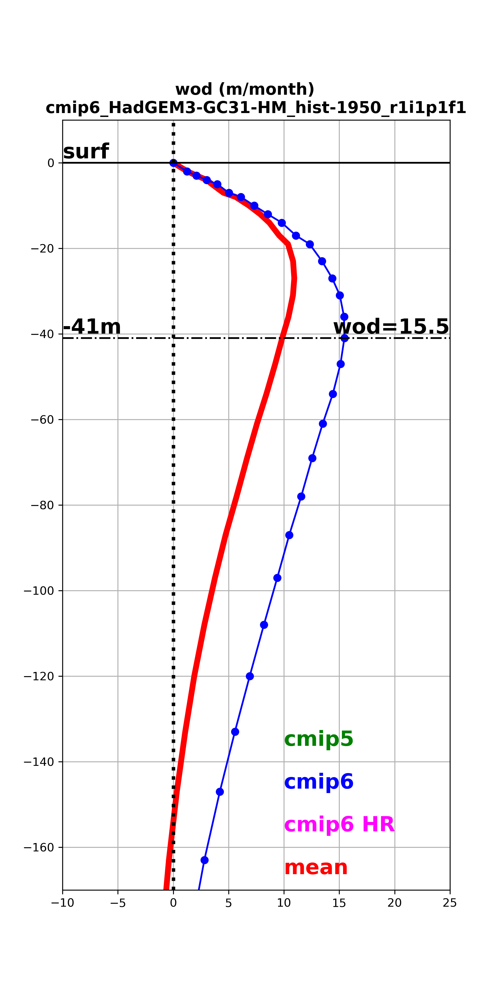 wod (m/month)
cmip6_HadGEM3-GC31-HM_hist-1950_r1i1p1f1
surf
0
−20
-41m
wod=15.5
−40
−60
−80
−100
−120
cmip5
−140
cmip6
cmip6 HR
−160
mean
−10 −5 0 5 10 15 20 25